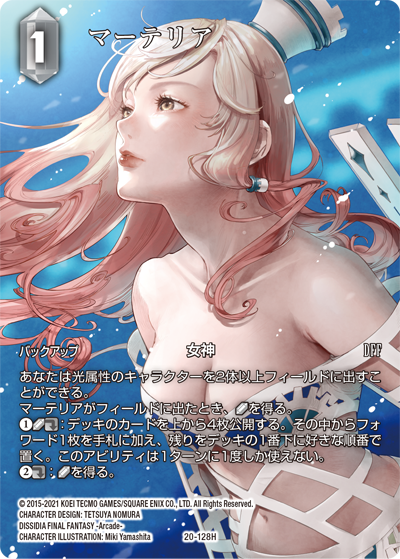 1
マーテリア
バックアップ 女神 DFF
あなたは光属性のキャラクターを2体以上フィールドに出すこ
とができる。
マーテリアがフィールドに出たとき、を得る。
1:デッキのカードを上から4枚公開する。その中からフォ
ワード1枚を手札に加え、残りをデッキの1番下に好きな順番で
置く。このアビリティは1ターンに1度しか使えない。
2:を得る。
© 2015-2021 KOEI TECMO GAMES/SQUARE ENIX CO., LTD. All Rights Reserved.
CHARACTER DESIGN: TETSUYA NOMURA
DISSIDIA FINAL FANTASY -Arcade-
CHARACTER ILLUSTRATION: Miki Yamashita 20-128H